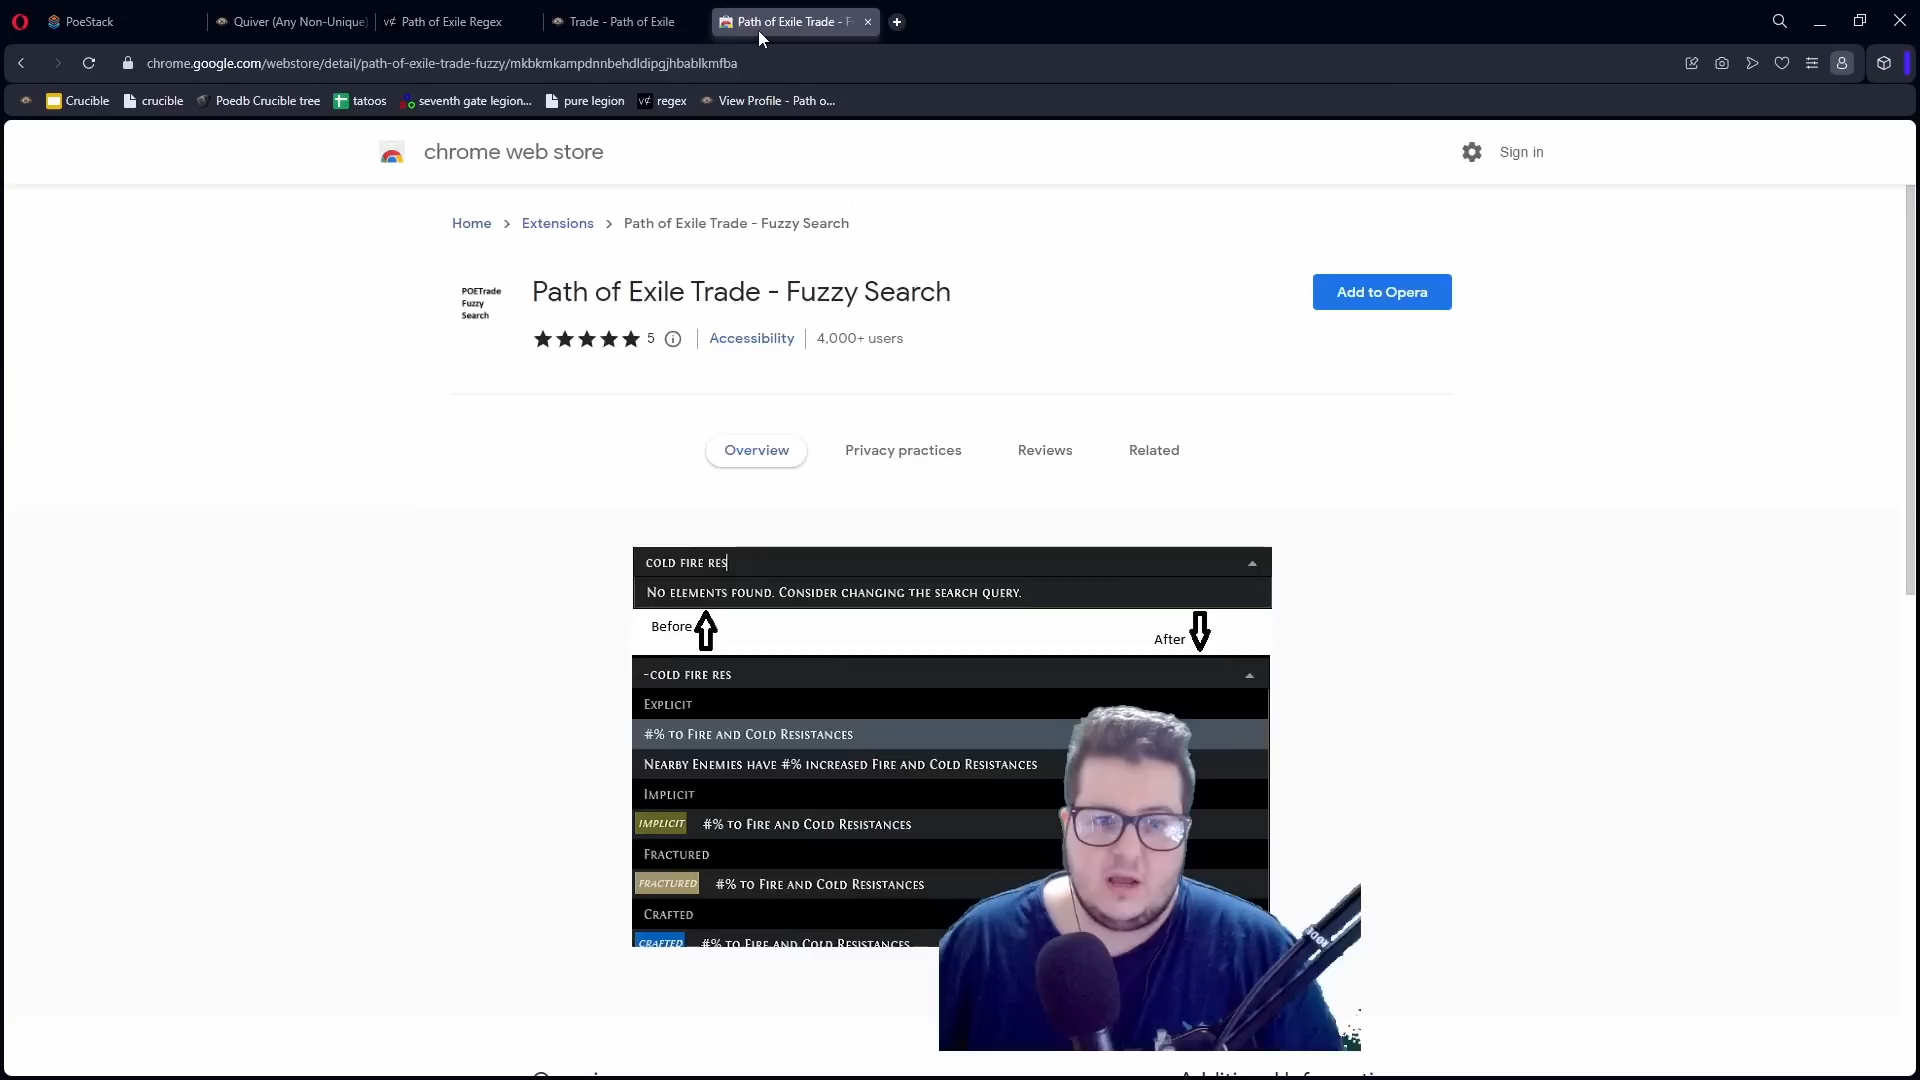 PoeStack
Quiver (Any Non-Unique)
Path of Exile Regex
Trade - Path of Exile
Path of Exile Trade - F
chrome.google.com/webstore/detail/path-of-exile-trade-fuzzy/mkbkmkampdnnbehdldipgjhbablkmfba
Crucible
crucible
Poedb Crucible tree
tatoos
seventh gate legion...
pure legion
regex
View Profile - Path o...
chrome web store
Sign in
Home > Extensions > Path of Exile Trade - Fuzzy Search
POETrade
Fuzzy
Search
Path of Exile Trade - Fuzzy Search
Add to Opera
5
Accessibility
4,000+ users
Overview
Privacy practices
Reviews
Related
COLD FIRE RES
NO ELEMENTS FOUND. CONSIDER CHANGING THE SEARCH QUERY.
Before
After
~COLD FIRE RES
EXPLICIT
#% TO FIRE AND COLD RESISTANCES
NEARBY ENEMIES HAVE #% INCREASED FIRE AND COLD RESISTANCES
IMPLICIT
IMPLICIT #% TO FIRE AND COLD RESISTANCES
FRACTURED
FRACTURED #% TO FIRE AND COLD RESISTANCES
CRAFTED
CRAFTED #% TO FIRE AND COLD RESISTANCES
RODE